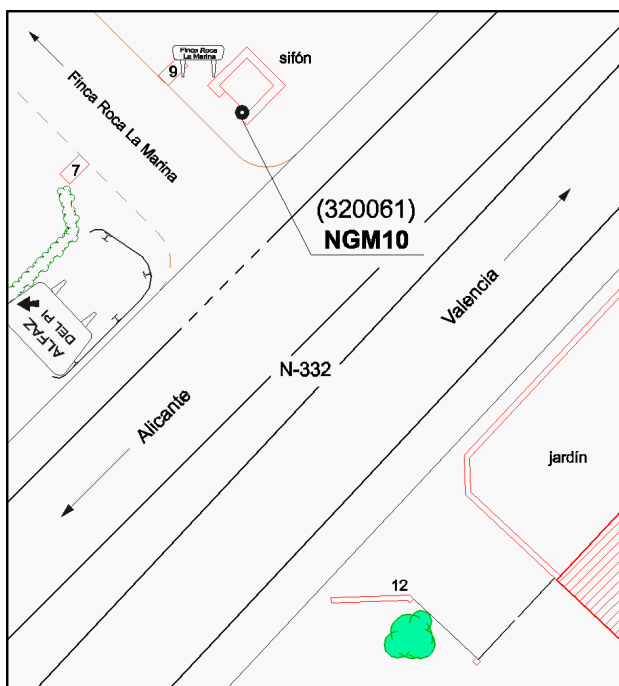 Finca Roca
La Marina
sifón
9
Finca Roca La Marina
7
(320061)
NGM10
ALFAZ
DEL PI
Valencia
N-332
Alicante
jardín
12